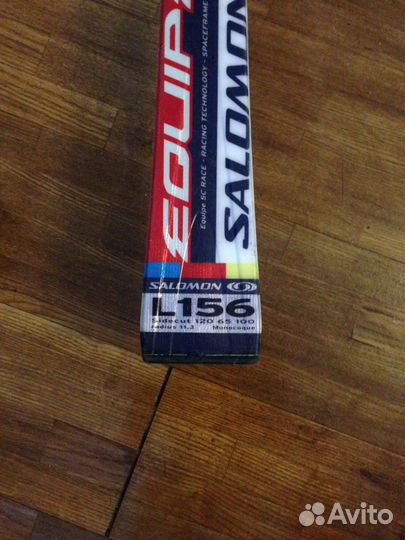 EQUIP
SALOMON
Equipe SC RACE - RACING TECHNOLOGY - SPACEFRAME
SALOMON
L156
Sidecut 120 65 100
radius 11.3 Monocoque
Avito